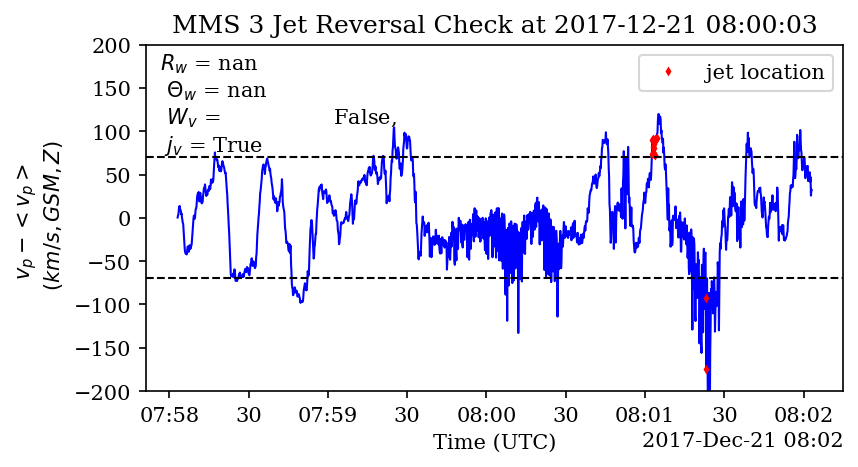 MMS 3 Jet Reversal Check at 2017-12-21 08:00:03
R_w = nan
Θ_w = nan
W_v = False,
j_v = True
jet location
v_p − < v_p >
(km/s, GSM, Z)
200
150
100
50
0
−50
−100
−150
−200
07:58 30 07:59 30 08:00 30 08:01 30 08:02
Time (UTC)
2017-Dec-21 08:02